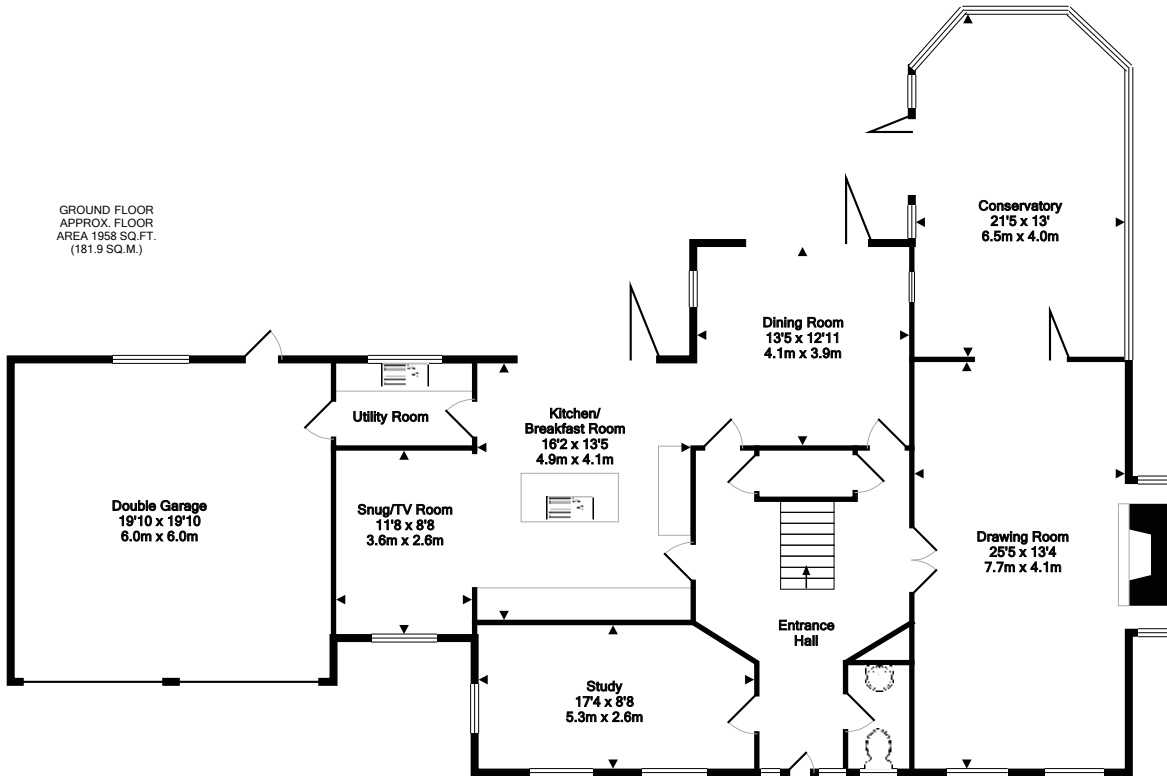 GROUND FLOOR
APPROX. FLOOR
AREA 1958 SQ.FT.
(181.9 SQ.M.)
Conservatory
21'5 x 13'
6.5m x 4.0m
Dining Room
13'5 x 12'11
4.1m x 3.9m
Utility Room
Kitchen/
Breakfast Room
16'2 x 13'5
4.9m x 4.1m
Double Garage
19'10 x 19'10
6.0m x 6.0m
Snug/TV Room
11'8 x 8'8
3.6m x 2.6m
Drawing Room
25'5 x 13'4
7.7m x 4.1m
Entrance
Hall
Study
17'4 x 8'8
5.3m x 2.6m